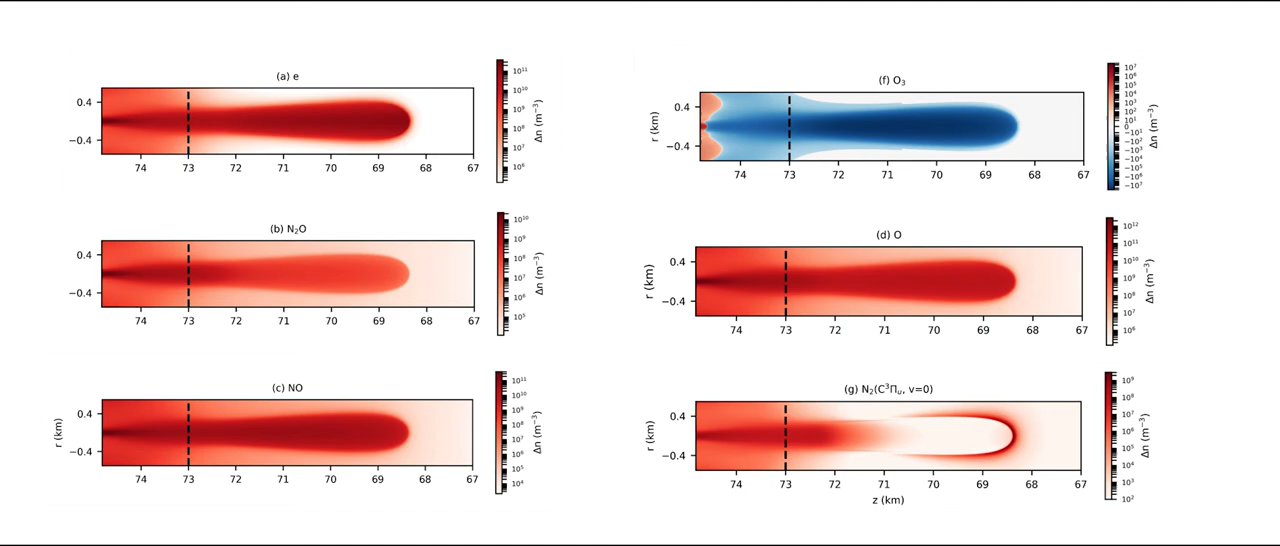 (a) e
0.4
−0.4
74 73 72 71 70 69 68 67
10¹¹
10¹⁰
10⁹
10⁸
10⁷
10⁶
Δn (m⁻³)
(b) N₂O
0.4
−0.4
74 73 72 71 70 69 68 67
10¹⁰
10⁹
10⁸
10⁷
10⁶
10⁵
Δn (m⁻³)
(c) NO
r (km)
0.4
−0.4
74 73 72 71 70 69 68 67
10¹¹
10¹⁰
10⁹
10⁸
10⁷
10⁶
10⁵
10⁴
Δn (m⁻³)
(f) O₃
r (km)
0.4
−0.4
74 73 72 71 70 69 68 67
10⁷
10⁶
10⁵
10⁴
10³
10²
10¹
0
−10¹
−10²
−10³
−10⁴
−10⁵
−10⁶
−10⁷
Δn (m⁻³)
(d) O
r (km)
0.4
−0.4
74 73 72 71 70 69 68 67
10¹²
10¹¹
10¹⁰
10⁹
10⁸
10⁷
10⁶
Δn (m⁻³)
(g) N₂(C³Πᵤ, v=0)
r (km)
0.4
−0.4
74 73 72 71 70 69 68 67
z (km)
10⁹
10⁸
10⁷
10⁶
10⁵
10⁴
10³
10²
Δn (m⁻³)